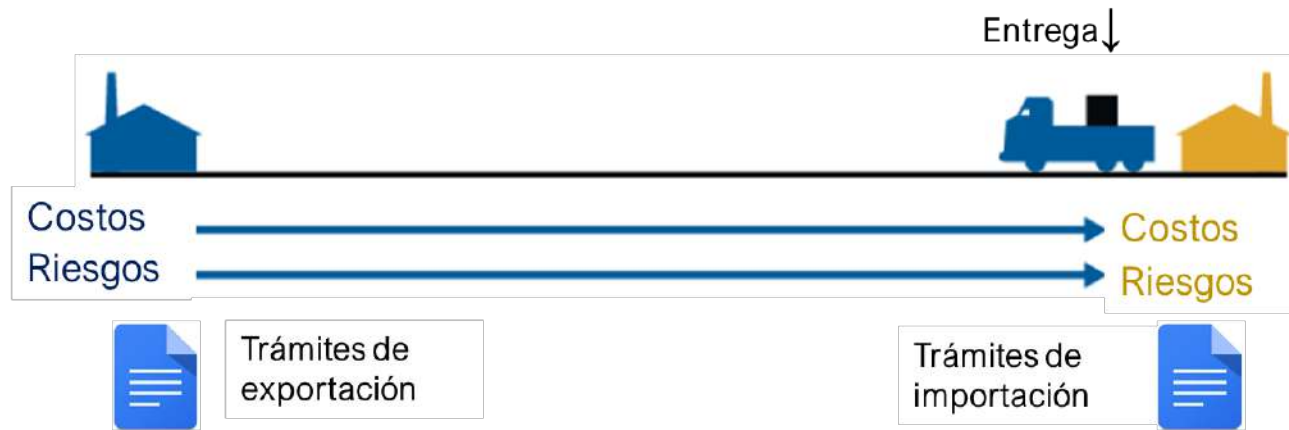 Entrega↓
Costos
Costos
Riesgos
Riesgos
Trámites de
exportación
Trámites de
importación